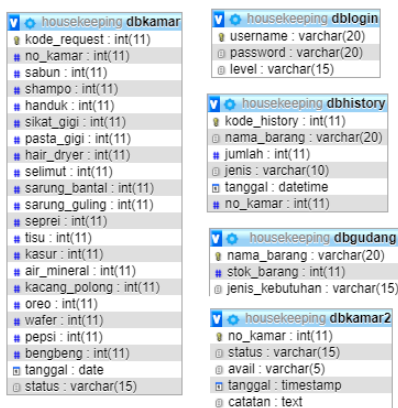 housekeeping dbkamar
kode_request : int(11)
no_kamar : int(11)
sabun : int(11)
shampo : int(11)
handuk : int(11)
sikat_gigi : int(11)
pasta_gigi : int(11)
hair_dryer : int(11)
selimut : int(11)
sarung_bantal : int(11)
sarung_guling : int(11)
seprei : int(11)
tisu : int(11)
kasur : int(11)
air_mineral : int(11)
kacang_polong : int(11)
oreo : int(11)
wafer : int(11)
pepsi : int(11)
bengbeng : int(11)
tanggal : date
status : varchar(15)
housekeeping dblogin
username : varchar(20)
password : varchar(20)
level : varchar(15)
housekeeping dbhistory
kode_history : int(11)
nama_barang : varchar(20)
jumlah : int(11)
jenis : varchar(10)
tanggal : datetime
no_kamar : int(11)
housekeeping dbgudang
nama_barang : varchar(20)
stok_barang : int(11)
jenis_kebutuhan : varchar(15)
housekeeping dbkamar2
no_kamar : int(11)
status : varchar(15)
avail : varchar(5)
tanggal : timestamp
catatan : text